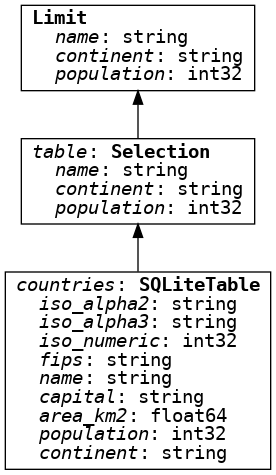 Limit
name: string
continent: string
population: int32
table: Selection
name: string
continent: string
population: int32
countries: SQLiteTable
iso_alpha2: string
iso_alpha3: string
iso_numeric: int32
fips: string
name: string
capital: string
area_km2: float64
population: int32
continent: string